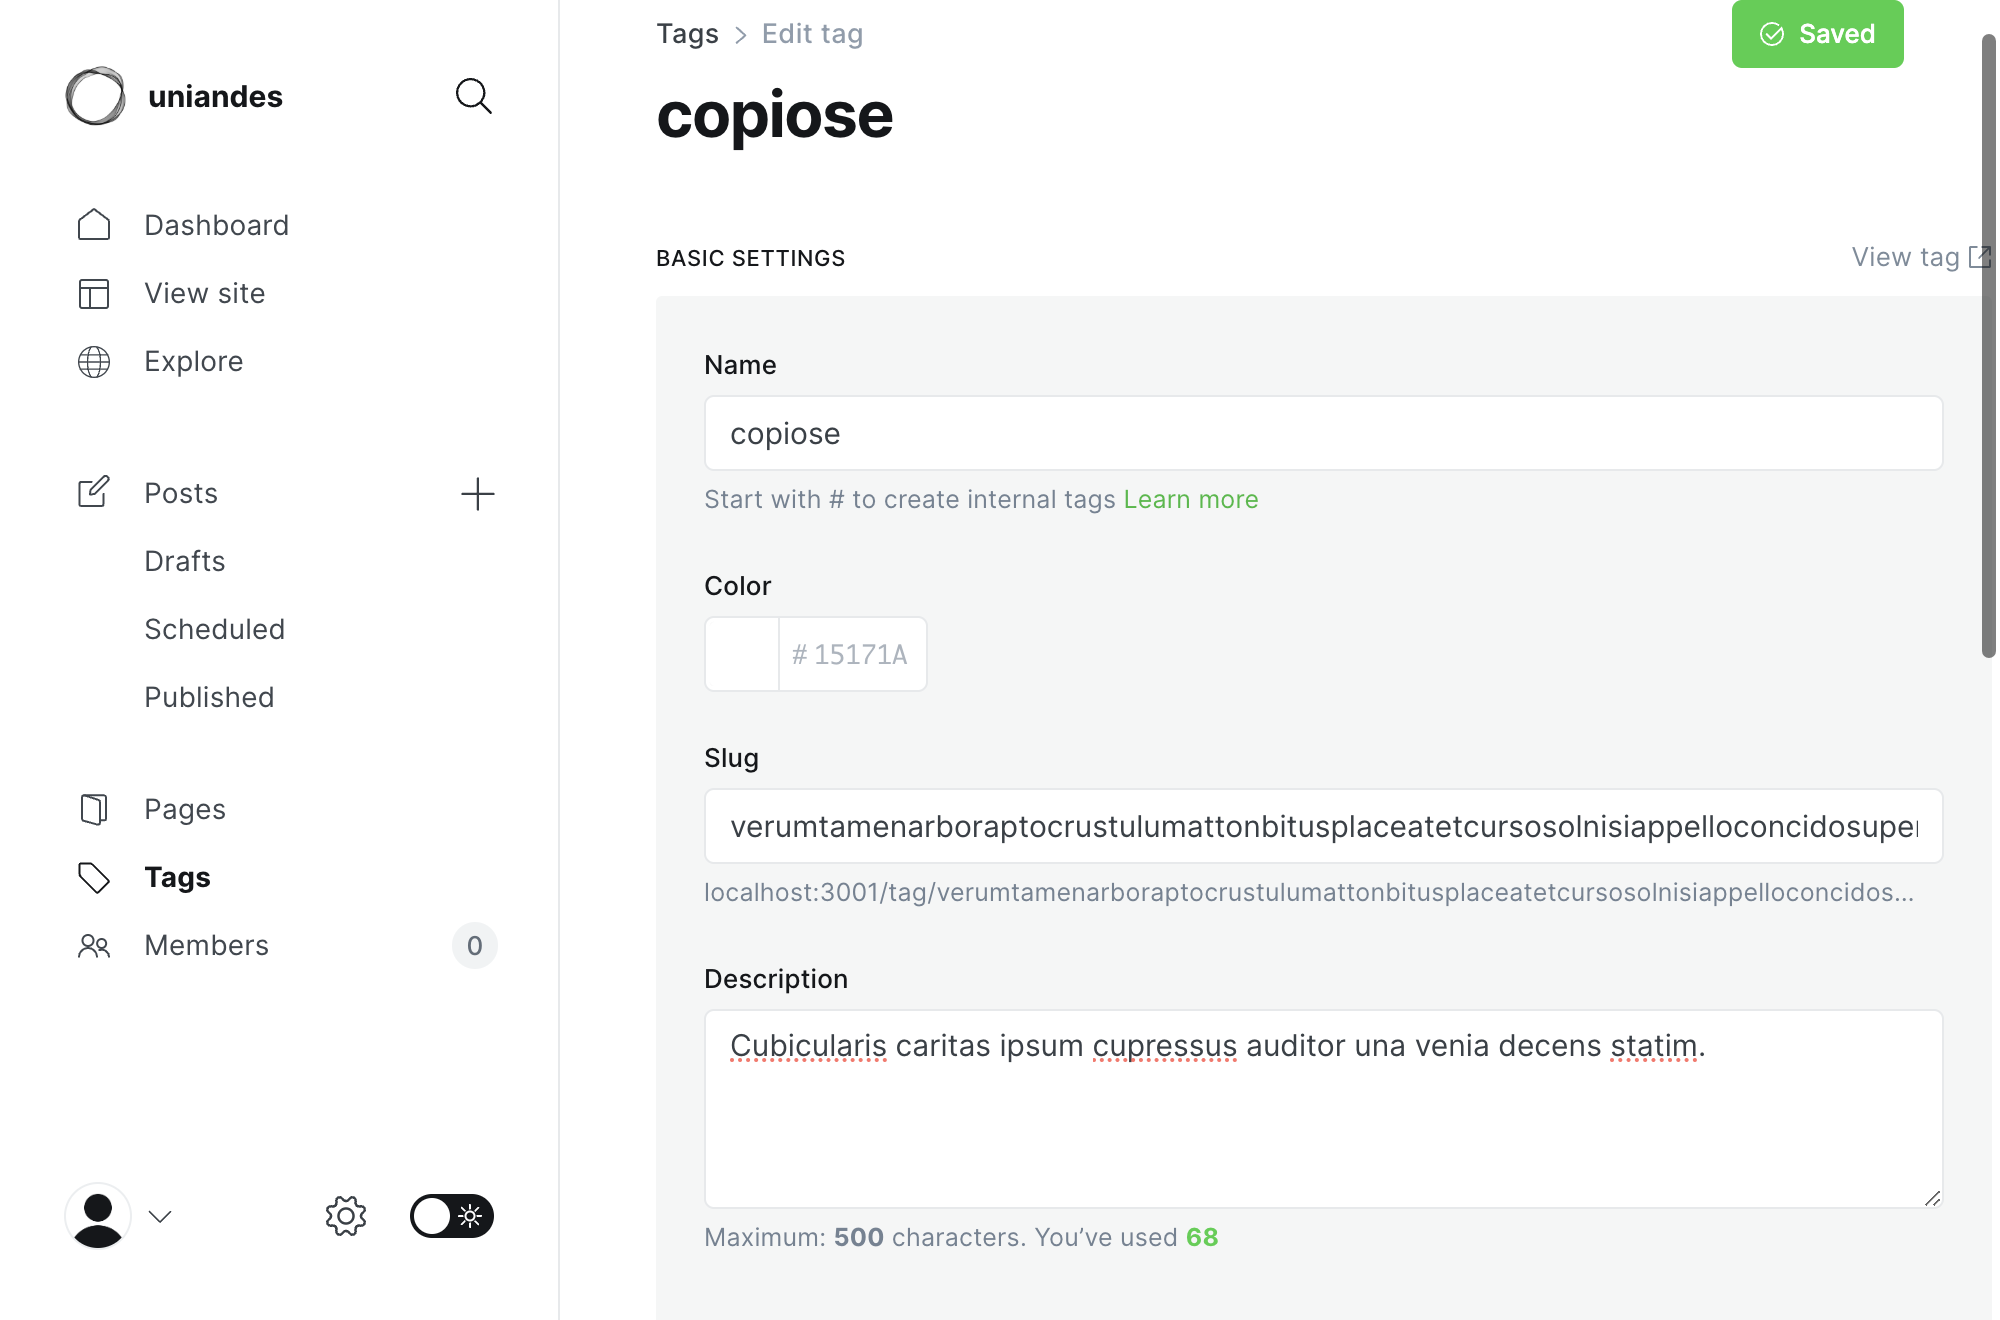 uniandes
Dashboard
View site
Explore
Posts
Drafts
Scheduled
Published
Pages
Tags
Members
0
Tags > Edit tag
Saved
copiose
BASIC SETTINGS
View tag
Name
copiose
Start with # to create internal tags Learn more
Color
# 15171A
Slug
verumtamenarboraptocrustulumattonbitusplaceatetcursosolnisiappelloconcidosuper
localhost:3001/tag/verumtamenarboraptocrustulumattonbitusplaceatetcursosolnisiappelloconcidos...
Description
Cubicularis caritas ipsum cupressus auditor una venia decens statim.
Maximum: 500 characters. You’ve used 68